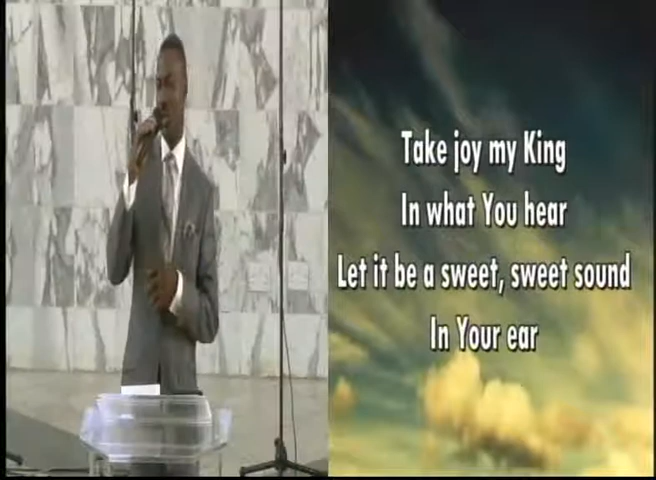 Take joy my King
In what You hear
Let it be a sweet, sweet sound
In Your ear